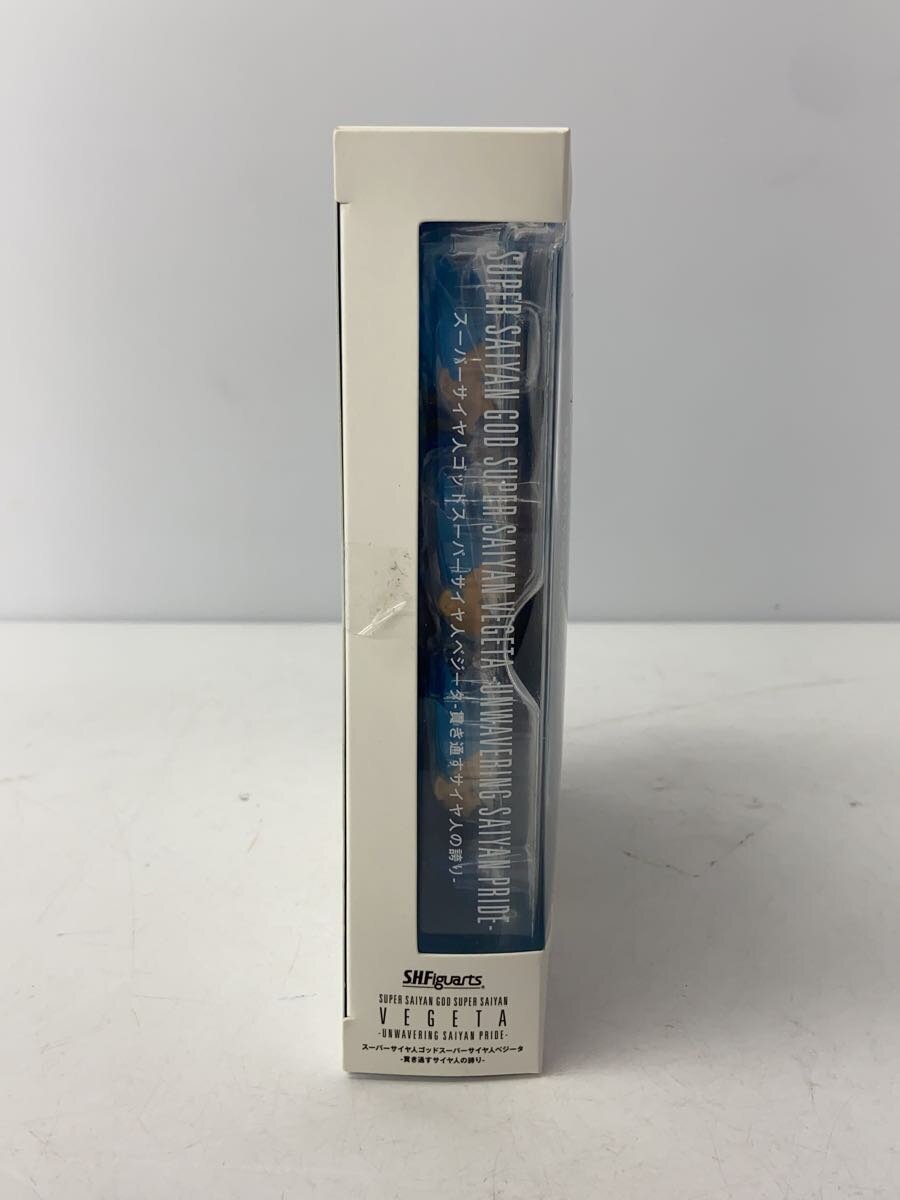 SUPER SAIYAN GOD SUPER SAIYAN VEGETA -UNWAVERING SAIYAN PRIDE-
スーパーサイヤ人ゴッドスーパーサイヤ人ベジータ-貫き通すサイヤ人の誇り-
S.H.Figuarts
SUPER SAIYAN GOD SUPER SAIYAN
VEGETA
-UNWAVERING SAIYAN PRIDE-
スーパーサイヤ人ゴッドスーパーサイヤ人ベジータ
-貫き通すサイヤ人の誇り-